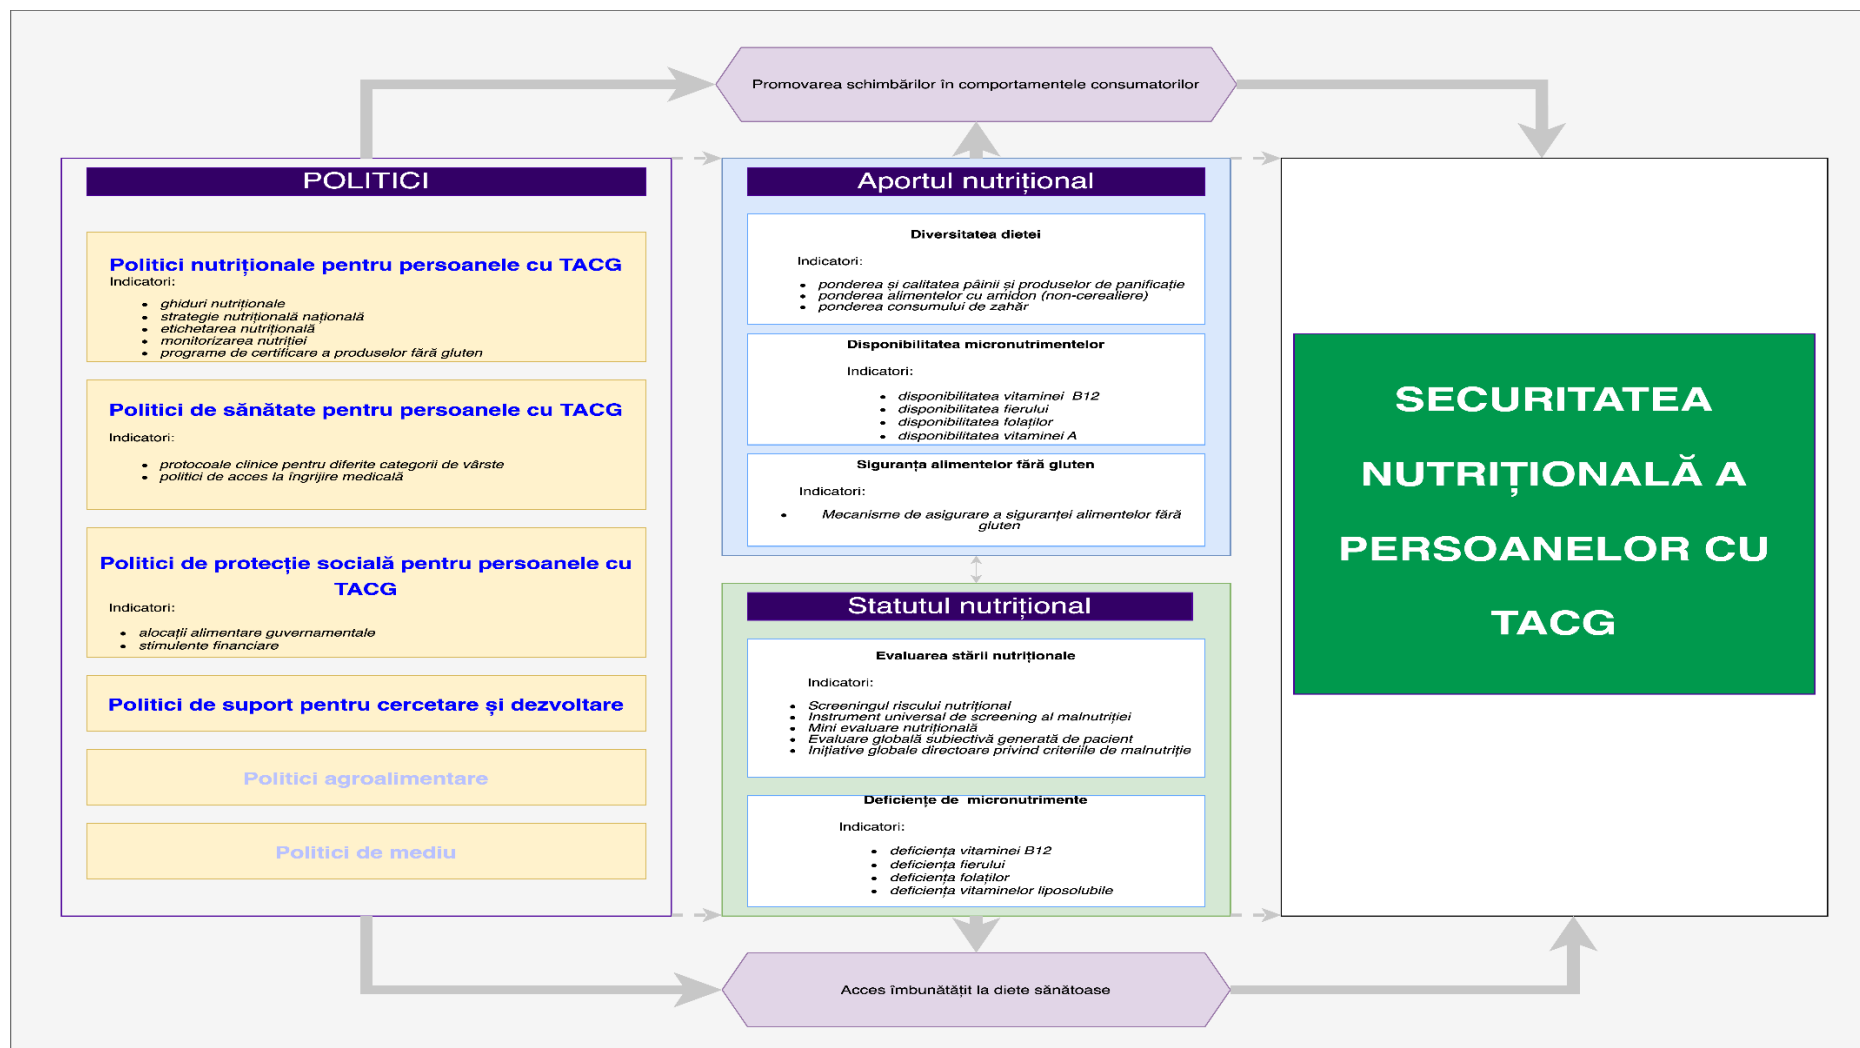 Promovarea schimbărilor în comportamentele consumatorilor
POLITICI
Politici nutriționale pentru persoanele cu TACG
Indicatori:
• ghiduri nutriționale
• strategie nutrițională națională
• etichetarea nutrițională
• monitorizarea nutriției
• programe de certificare a produselor fără gluten
Politici de sănătate pentru persoanele cu TACG
Indicatori:
• protocoale clinice pentru diferite categorii de vârste
• politici de acces la îngrijire medicală
Politici de protecție socială pentru persoanele cu
TACG
Indicatori:
• alocații alimentare guvernamentale
• stimulente financiare
Politici de suport pentru cercetare și dezvoltare
Politici agroalimentare
Politici de mediu
Aportul nutrițional
Diversitatea dietei
Indicatori:
• ponderea și calitatea pâinii și produselor de panificație
• ponderea alimentelor cu amidon (non-cerealiere)
• ponderea consumului de zahăr
Disponibilitatea micronutrimentelor
Indicatori:
• disponibilitatea vitaminei B12
• disponibilitatea fierului
• disponibilitatea folaților
• disponibilitatea vitaminei A
Siguranța alimentelor fără gluten
Indicatori:
• Mecanisme de asigurare a siguranței alimentelor fără
gluten
Statutul nutrițional
Evaluarea stării nutriționale
Indicatori:
• Screeningul riscului nutrițional
• Instrument universal de screening al malnutriției
• Mini evaluare nutrițională
• Evaluare globală subiectivă generată de pacient
• Inițiative globale directoare privind criteriile de malnutriție
Deficiențe de micronutrimente
Indicatori:
• deficiența vitaminei B12
• deficiența fierului
• deficiența folaților
• deficiența vitaminelor liposolubile
SECURITATEA
NUTRIȚIONALĂ A
PERSOANELOR CU
TACG
Acces îmbunătățit la diete sănătoase